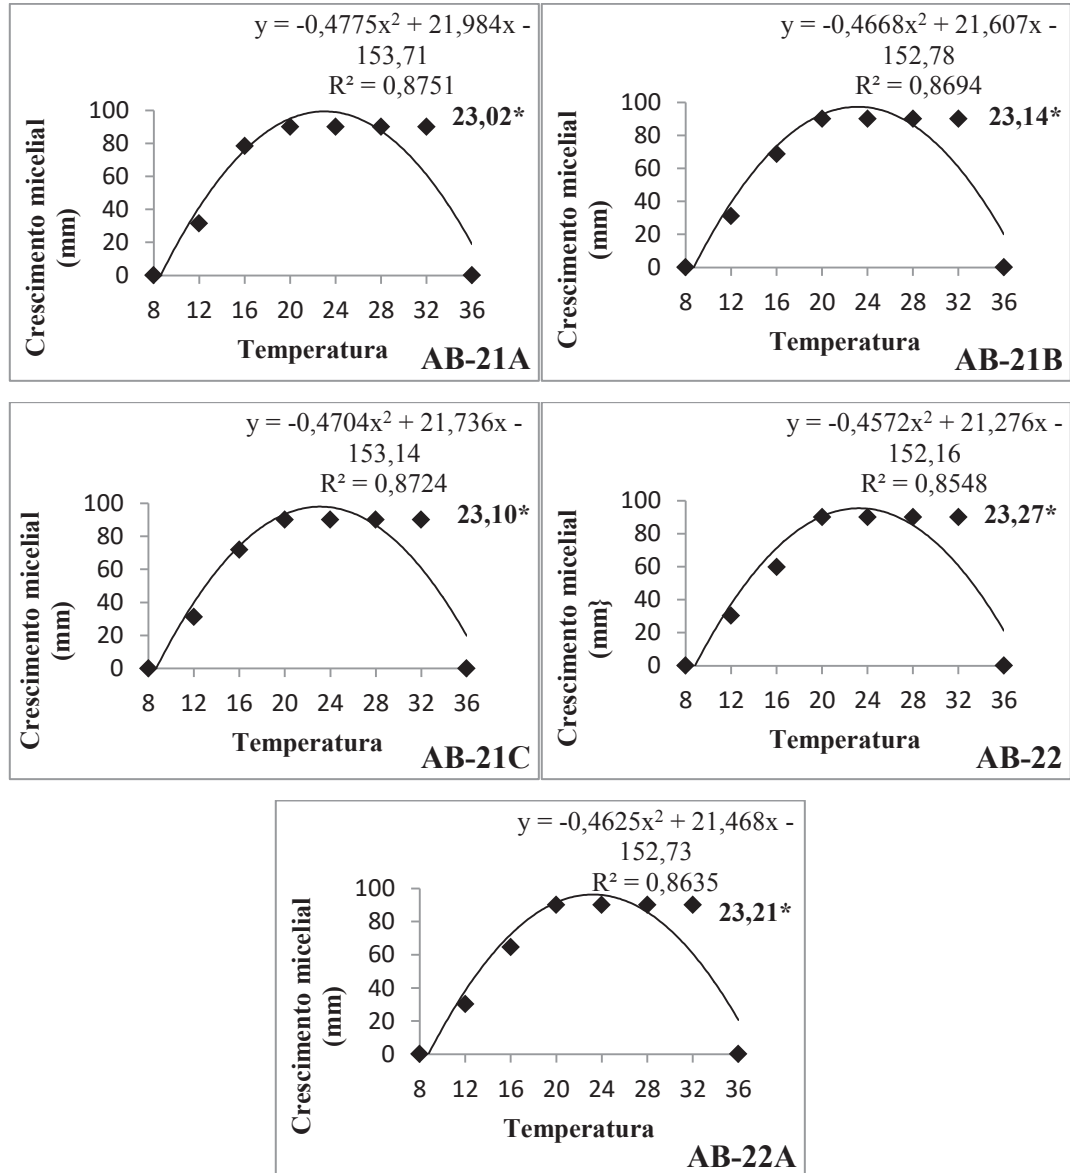 y = -0,4775x² + 21,984x -
153,71
R² = 0,8751
23,02*
100
80
60
40
20
0
8 12 16 20 24 28 32 36
Crescimento micelial
(mm)
Temperatura
AB-21A
y = -0,4668x² + 21,607x -
152,78
R² = 0,8694
23,14*
100
80
60
40
20
0
8 12 16 20 24 28 32 36
Crescimento micelial
(mm)
Temperatura
AB-21B
y = -0,4704x² + 21,736x -
153,14
R² = 0,8724
23,10*
100
80
60
40
20
0
8 12 16 20 24 28 32 36
Crescimento micelial
(mm)
Temperatura
AB-21C
y = -0,4572x² + 21,276x -
152,16
R² = 0,8548
23,27*
100
80
60
40
20
0
8 12 16 20 24 28 32 36
Crescimento micelial
(mm}
Temperatura
AB-22
y = -0,4625x² + 21,468x -
152,73
R² = 0,8635
23,21*
100
80
60
40
20
0
8 12 16 20 24 28 32 36
Crescimento micelial
(mm)
Temperatura
AB-22A